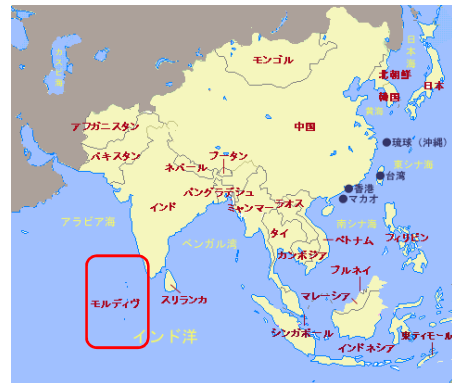 カスピ海
モンゴル
日本海
北朝鮮
韓国
日本
黄海
アフガニスタン
中国
パキスタン
ネパール
ブータン
琉球（沖縄）
東シナ海
台湾
バングラデシュ
香港
マカオ
インド
ミャンマー
ラオス
アラビア海
ベンガル湾
タイ
南シナ海
ベトナム
フィリピン
カンボジア
ブルネイ
モルディヴ
スリランカ
マレーシア
シンガポール
インド洋
インドネシア
東ティモール